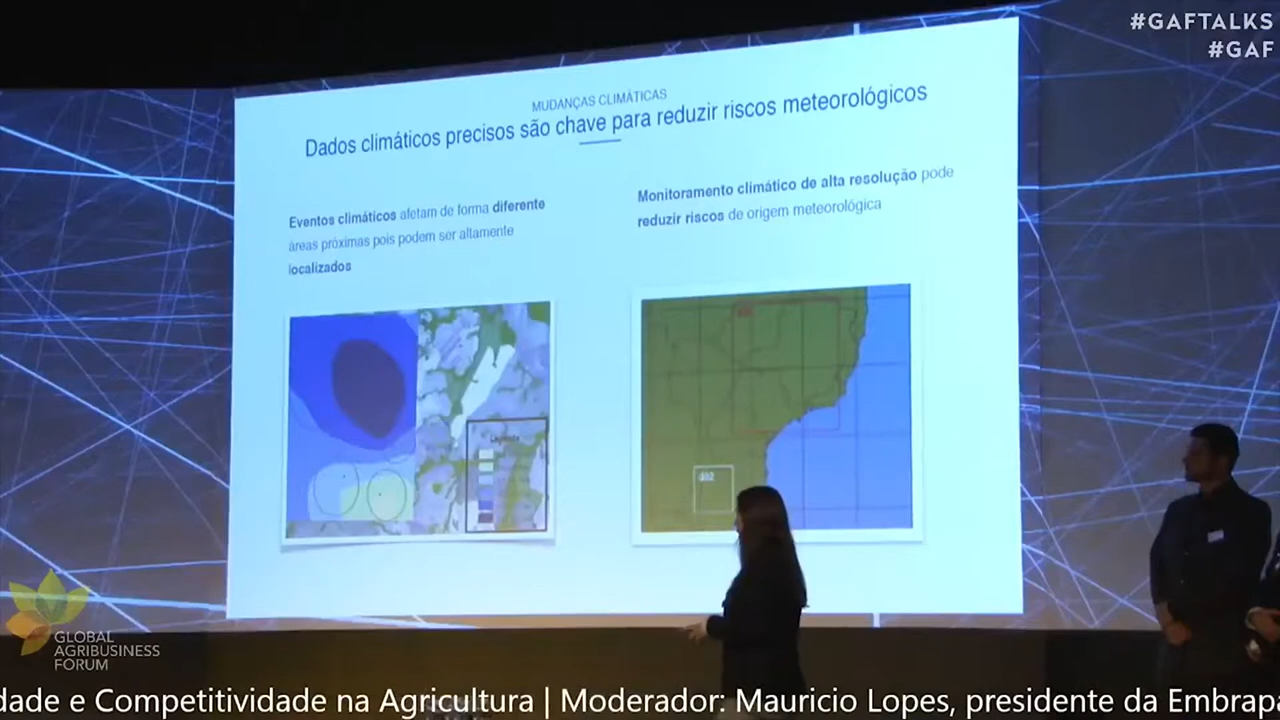 #GAFTALKS
#GAF
MUDANÇAS CLIMÁTICAS
Dados climáticos precisos são chave para reduzir riscos meteorológicos
Eventos climáticos afetam de forma diferente
áreas próximas pois podem ser altamente
localizados
Monitoramento climático de alta resolução pode
reduzir riscos de origem meteorológica
Legenda
d02
GLOBAL
AGRIBUSINESS
FORUM
dade e Competitividade na Agricultura | Moderador: Mauricio Lopes, presidente da Embrapa